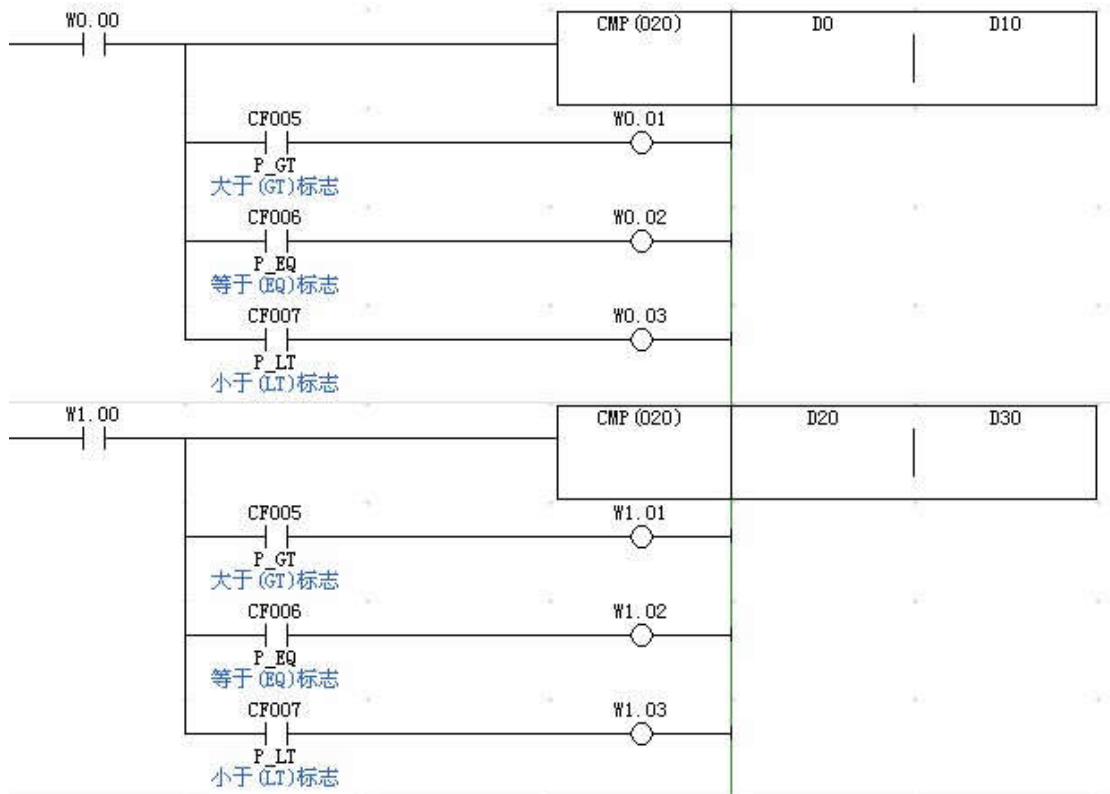 W0.00
CMP(020) D0 D10
CF005 W0.01
P_GT
大于(GT)标志
CF006 W0.02
P_EQ
等于(EQ)标志
CF007 W0.03
P_LT
小于(LT)标志
W1.00
CMP(020) D20 D30
CF005 W1.01
P_GT
大于(GT)标志
CF006 W1.02
P_EQ
等于(EQ)标志
CF007 W1.03
P_LT
小于(LT)标志